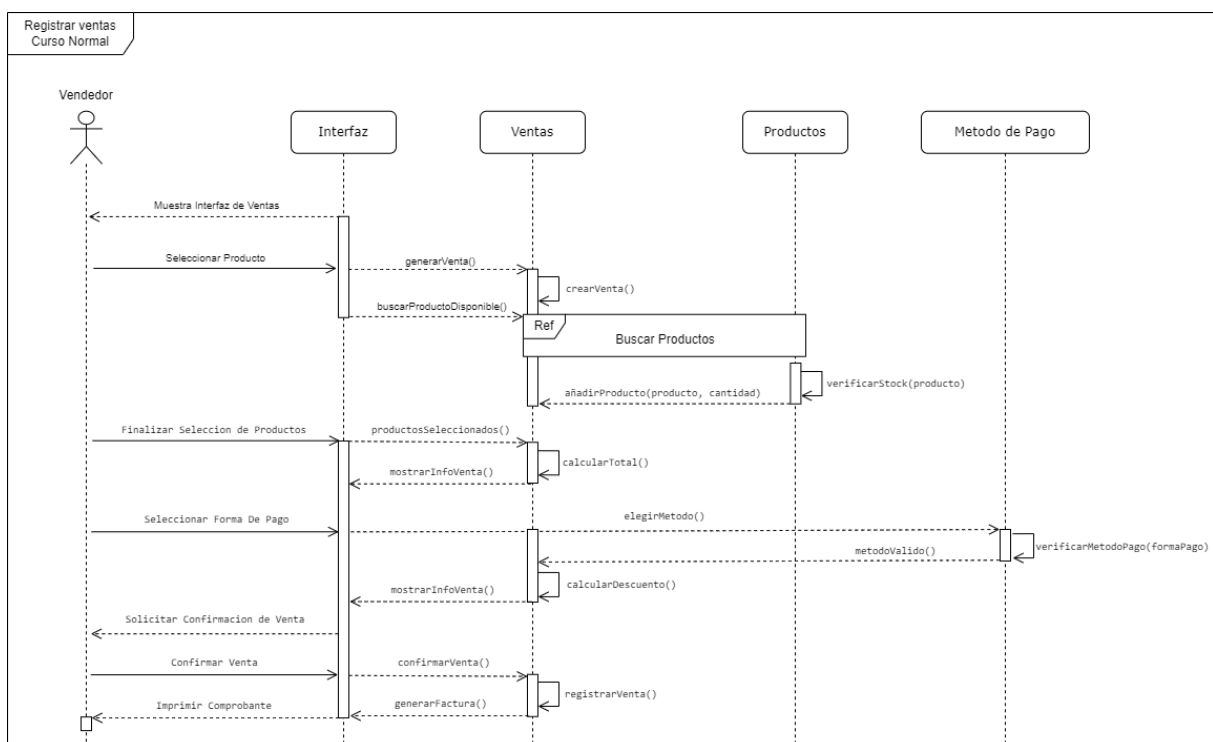 Registrar ventas
Curso Normal
Vendedor
Interfaz
Ventas
Productos
Metodo de Pago
Muestra Interfaz de Ventas
Seleccionar Producto
generarVenta()
crearVenta()
buscarProductoDisponible()
Ref
Buscar Productos
verificarStock(producto)
añadirProducto(producto, cantidad)
Finalizar Seleccion de Productos
productosSeleccionados()
calcularTotal()
mostrarInfoVenta()
Seleccionar Forma De Pago
elegirMetodo()
verificarMetodoPago(formaPago)
metodoValido()
calcularDescuento()
mostrarInfoVenta()
Solicitar Confirmacion de Venta
Confirmar Venta
confirmarVenta()
registrarVenta()
generarFactura()
Imprimir Comprobante